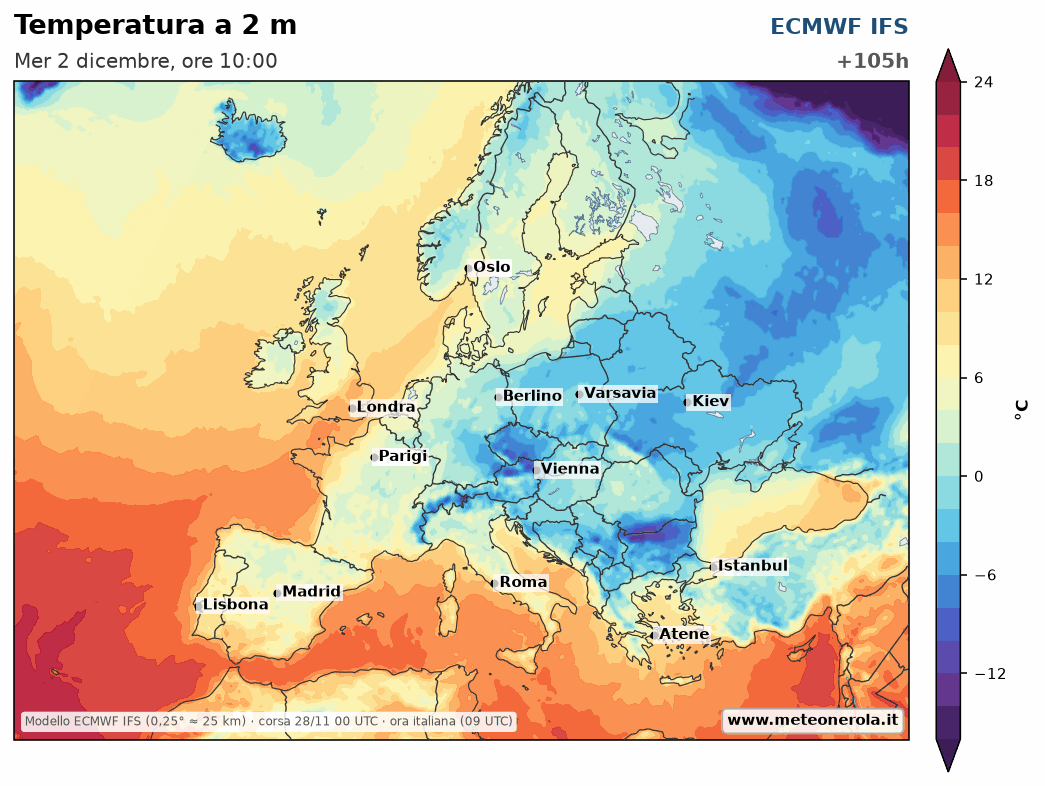 Temperatura a 2 m
ECMWF IFS
Mer 2 dicembre, ore 10:00
+105h
24
18
12
6
0
−6
−12
°C
Oslo
Londra
Berlino
Varsavia
Kiev
Parigi
Vienna
Istanbul
Roma
Madrid
Lisbona
Atene
Modello ECMWF IFS (0,25° ≈ 25 km) · corsa 28/11 00 UTC · ora italiana (09 UTC)
www.meteonerola.it